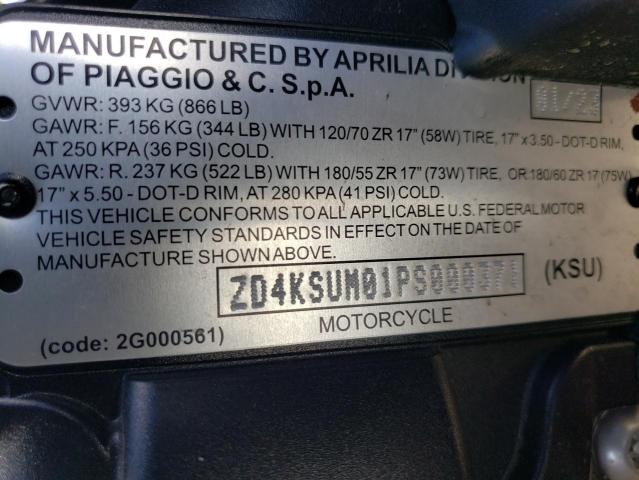 MANUFACTURED BY APRILIA DIVISION
OF PIAGGIO & C. S.p.A.
GVWR: 393 KG (866 LB)
GAWR: F. 156 KG (344 LB) WITH 120/70 ZR 17" (58W) TIRE, 17" x 3.50 - DOT-D RIM,
AT 250 KPA (36 PSI) COLD.
GAWR: R. 237 KG (522 LB) WITH 180/55 ZR 17" (73W) TIRE, OR 180/60 ZR 17 (75W)
17" x 5.50 - DOT-D RIM, AT 280 KPA (41 PSI) COLD.
THIS VEHICLE CONFORMS TO ALL APPLICABLE U.S. FEDERAL MOTOR
VEHICLE SAFETY STANDARDS IN EFFECT ON THE DATE OF
MANUFACTURE SHOWN ABOVE.
ZD4KSUM01PS000371 (KSU)
MOTORCYCLE
(code: 2G000561)